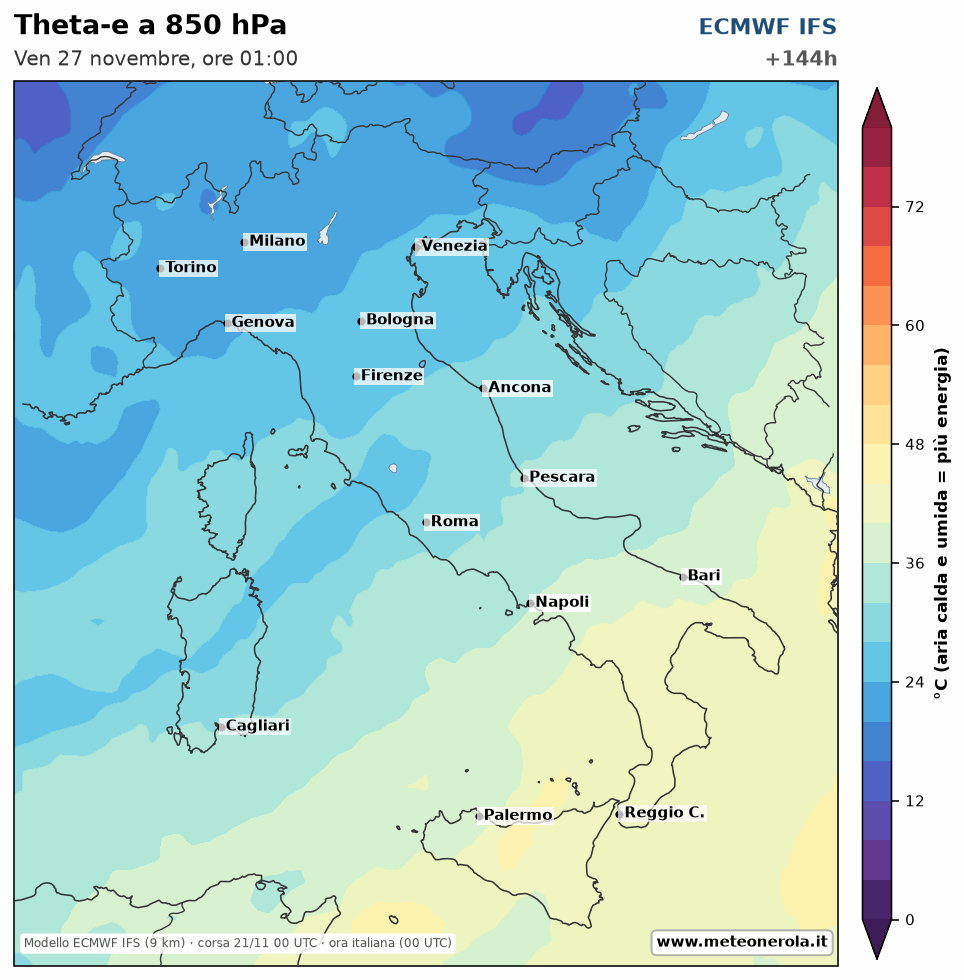 Theta-e a 850 hPa
ECMWF IFS
Ven 27 novembre, ore 01:00
+144h
Milano
Venezia
Torino
Genova
Bologna
Firenze
Ancona
Pescara
Roma
Bari
Napoli
Cagliari
Palermo
Reggio C.
72
60
48
36
24
12
0
°C (aria calda e umida = più energia)
Modello ECMWF IFS (9 km) · corsa 21/11 00 UTC · ora italiana (00 UTC)
www.meteonerola.it